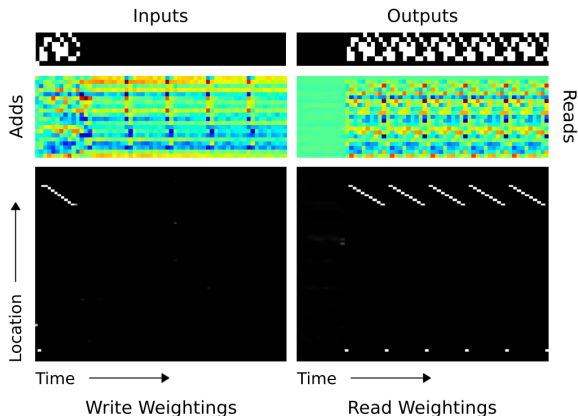 Inputs
Outputs
Adds
Reads
Location
Time
Time
Write Weightings
Read Weightings